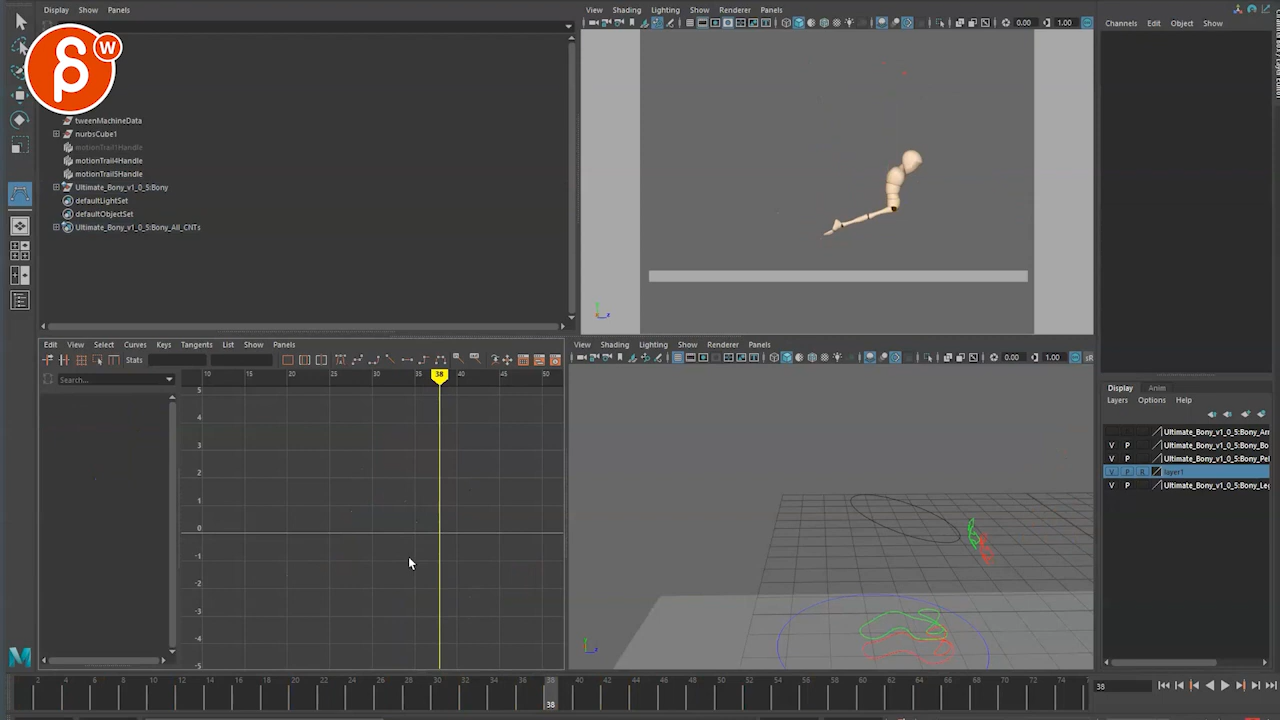 Display Show Panels
View Shading Lighting Show Renderer Panels
Channels Edit Object Show
0.00 1.00
W
tweenMachineData
nurbsCube1
motionTrail1Handle
motionTrail4Handle
motionTrail5Handle
Ultimate_Bony_v1_0_5:Bony
defaultLightSet
defaultObjectSet
Ultimate_Bony_v1_0_5:Bony_All_CNTs
Edit View Select Curves Keys Tangents List Show Panels
Stats
Search...
10 15 20 25 30 35 38 40 45 50
5
4
3
2
1
0
-1
-2
-3
-4
-5
View Shading Lighting Show Renderer Panels
0.00 1.00
Display Anim
Layers Options Help
Ultimate_Bony_v1_0_5:Bony_Ar
V P Ultimate_Bony_v1_0_5:Bony_Bo
V P Ultimate_Bony_v1_0_5:Bony_Pel
V P R layer1
V P Ultimate_Bony_v1_0_5:Bony_Leg
2 4 6 8 10 12 14 16 18 20 22 24 26 28 30 32 34 36 38 40 42 44 46 48 50 52 54 56 58 60 62 64 66 68 70 72 74
38
38